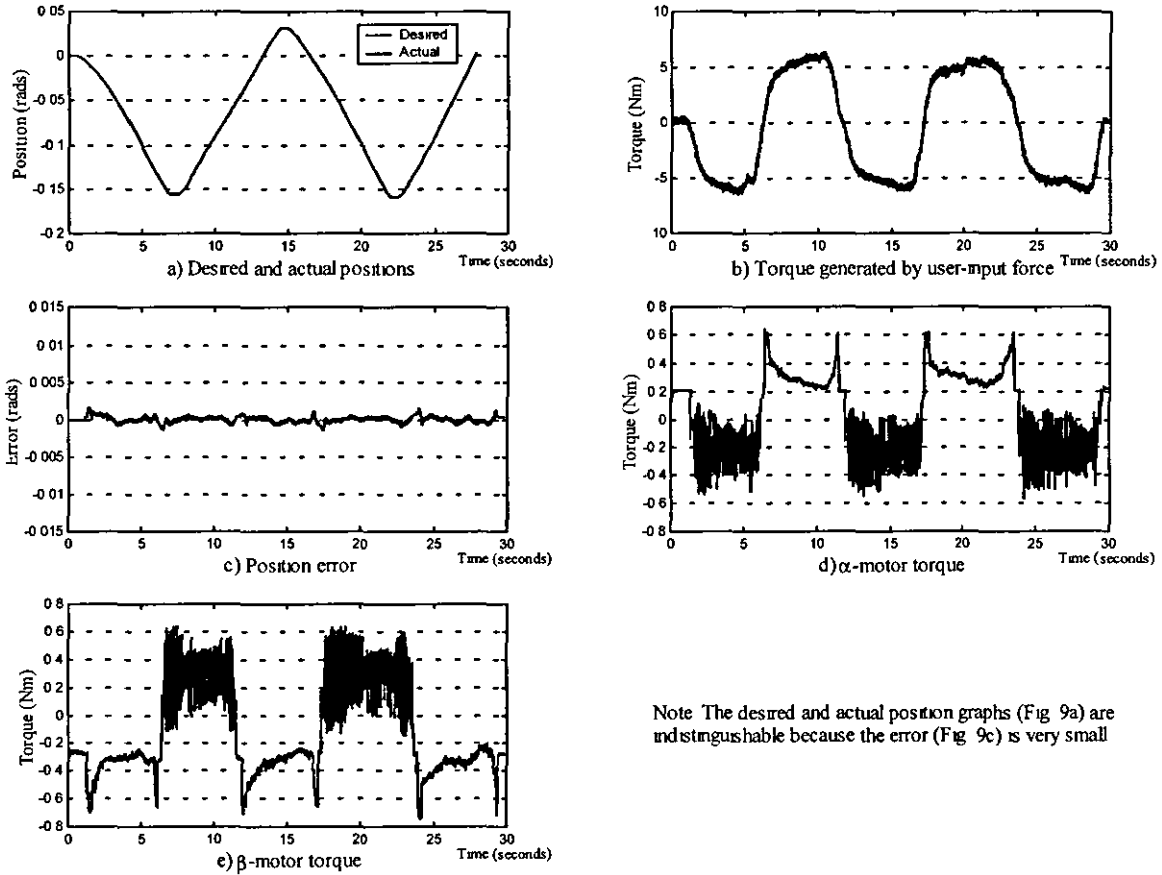 0.05
0
0 05
-0 1
0 15
-0 2
Position (rads)
Desired
Actual
0 5 10 15 20 25 30
Time (seconds)
a) Desired and actual positions
10
5
0
-5
10
Torque (Nm)
0 5 10 15 20 25 30
Time (seconds)
b) Torque generated by user-input force
0 015
0 01
0 005
0
-0 005
-0 01
-0 015
Error (rads)
0 5 10 15 20 25 30
Time (seconds)
c) Position error
0 8
0 6
0 4
0 2
0
-0 2
-0 4
-0 6
-0 8
Torque (Nm)
0 5 10 15 20 25 30
Time (seconds)
d) α-motor torque
0 8
0 6
0 4
0 2
0
-0 2
-0 4
-0 6
-0 8
Torque (Nm)
0 5 10 15 20 25 30
Time (seconds)
e) β-motor torque
Note The desired and actual position graphs (Fig 9a) are
indistinguishable because the error (Fig 9c) is very small